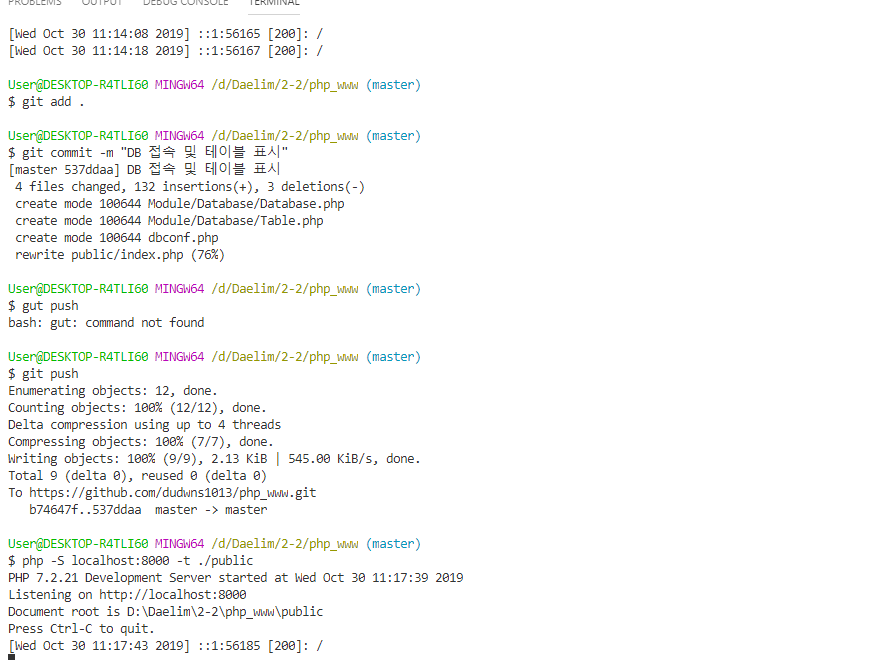 PROBLEMS OUTPUT DEBUG CONSOLE TERMINAL
[Wed Oct 30 11:14:08 2019] ::1:56165 [200]: /
[Wed Oct 30 11:14:18 2019] ::1:56167 [200]: /
User@DESKTOP-R4TLI60 MINGW64 /d/Daelim/2-2/php_www (master)
$ git add .
User@DESKTOP-R4TLI60 MINGW64 /d/Daelim/2-2/php_www (master)
$ git commit -m "DB 접속 및 테이블 표시"
[master 537ddaa] DB 접속 및 테이블 표시
4 files changed, 132 insertions(+), 3 deletions(-)
create mode 100644 Module/Database/Database.php
create mode 100644 Module/Database/Table.php
create mode 100644 dbconf.php
rewrite public/index.php (76%)
User@DESKTOP-R4TLI60 MINGW64 /d/Daelim/2-2/php_www (master)
$ gut push
bash: gut: command not found
User@DESKTOP-R4TLI60 MINGW64 /d/Daelim/2-2/php_www (master)
$ git push
Enumerating objects: 12, done.
Counting objects: 100% (12/12), done.
Delta compression using up to 4 threads
Compressing objects: 100% (7/7), done.
Writing objects: 100% (9/9), 2.13 KiB | 545.00 KiB/s, done.
Total 9 (delta 0), reused 0 (delta 0)
To https://github.com/dudwns1013/php_www.git
b74647f..537ddaa  master -> master
User@DESKTOP-R4TLI60 MINGW64 /d/Daelim/2-2/php_www (master)
$ php -S localhost:8000 -t ./public
PHP 7.2.21 Development Server started at Wed Oct 30 11:17:39 2019
Listening on http://localhost:8000
Document root is D:\Daelim\2-2\php_www\public
Press Ctrl-C to quit.
[Wed Oct 30 11:17:43 2019] ::1:56185 [200]: /